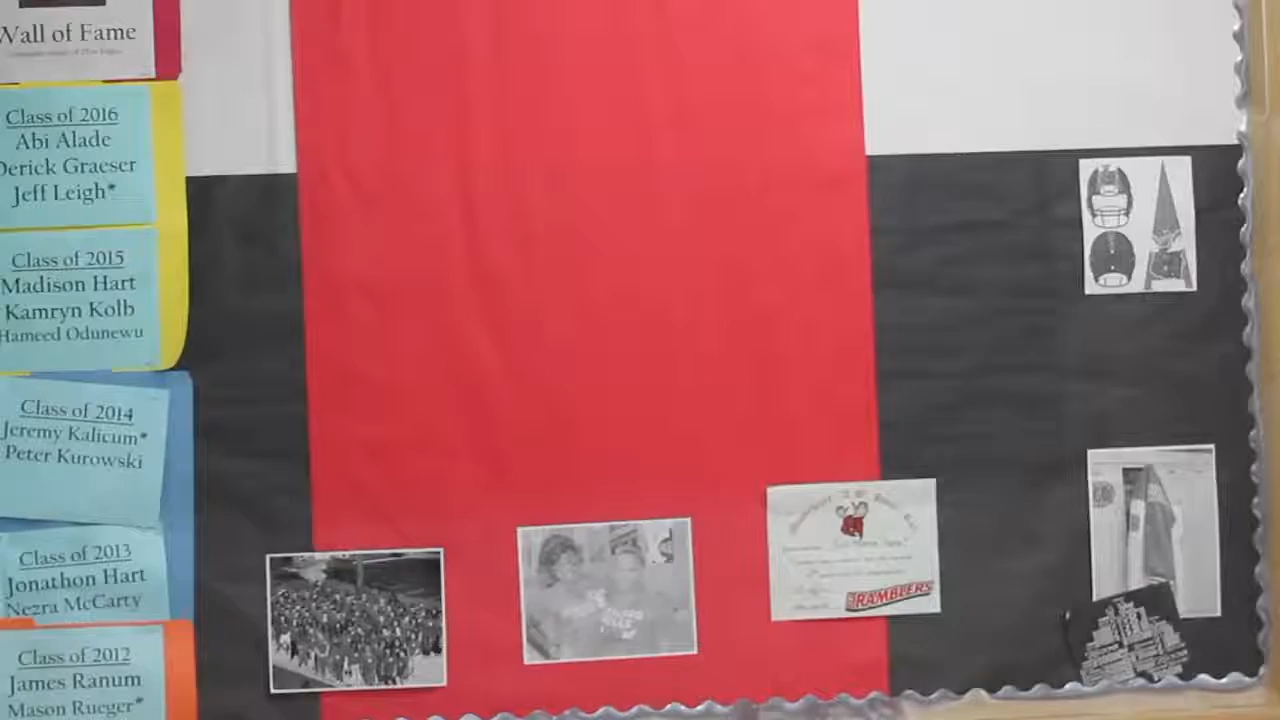 Wall of Fame
Class of 2016
Abi Alade
Derick Graeser
Jeff Leigh*
Class of 2015
Madison Hart
Kamryn Kolb
Hameed Odunewu
Class of 2014
Jeremy Kalicum*
Peter Kurowski
Class of 2013
Jonathon Hart
Nezra McCarty
Class of 2012
James Ranum
Mason Rueger*
RAMBLERS